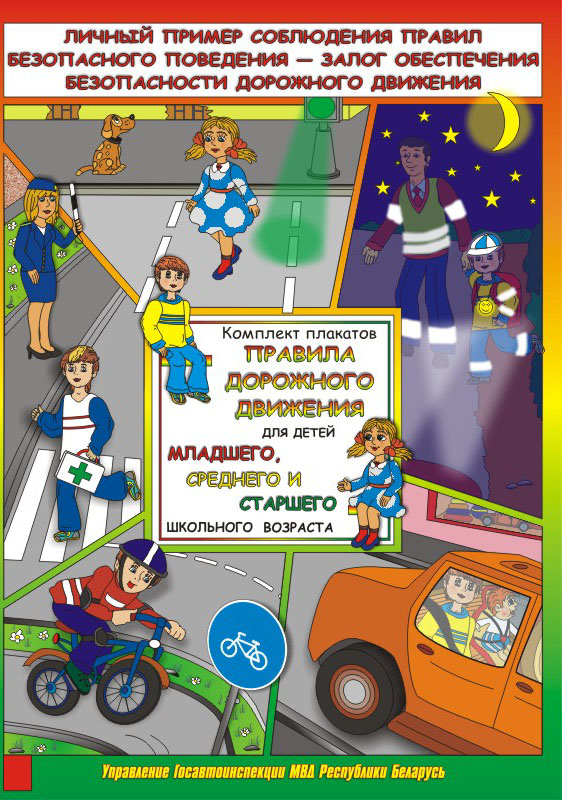 ЛИЧНЫЙ ПРИМЕР СОБЛЮДЕНИЯ ПРАВИЛ
БЕЗОПАСНОГО ПОВЕДЕНИЯ — ЗАЛОГ ОБЕСПЕЧЕНИЯ
БЕЗОПАСНОСТИ ДОРОЖНОГО ДВИЖЕНИЯ
Комплект плакатов
ПРАВИЛА
ДОРОЖНОГО
ДВИЖЕНИЯ
ДЛЯ ДЕТЕЙ
МЛАДШЕГО,
СРЕДНЕГО И
СТАРШЕГО
ШКОЛЬНОГО ВОЗРАСТА
Управление Госавтоинспекции МВД Республики Беларусь